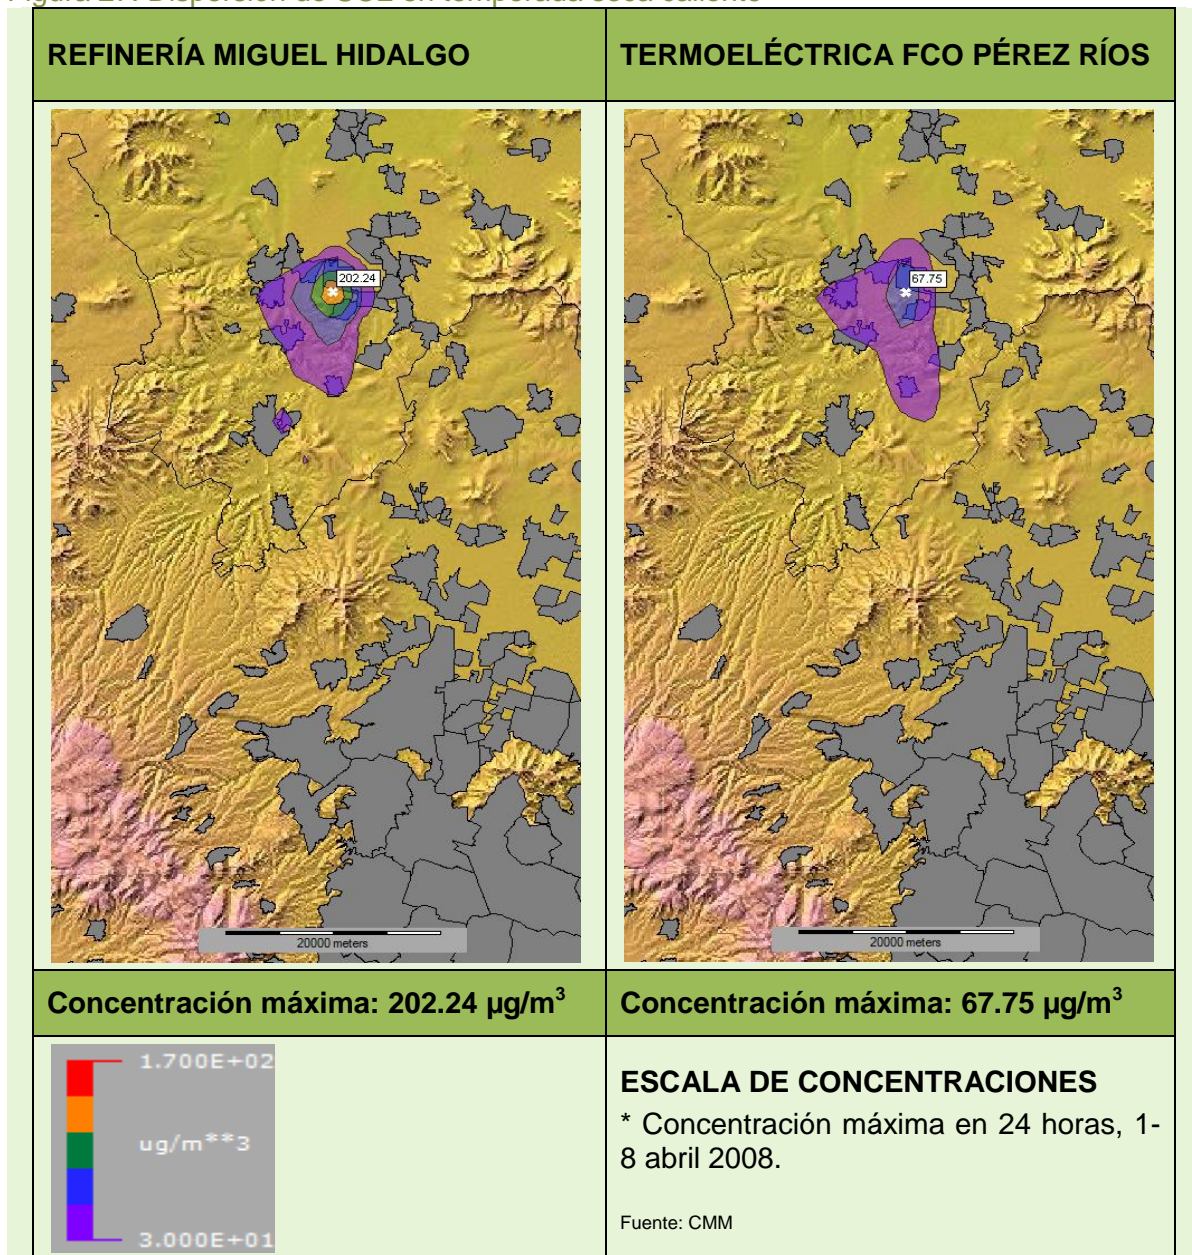 REFINERÍA MIGUEL HIDALGO
TERMOELÉCTRICA FCO PÉREZ RÍOS
202.24
67.75
20000 meters
20000 meters
Concentración máxima: 202.24 µg/m³
Concentración máxima: 67.75 µg/m³
1.700E+02
ug/m**3
3.000E+01
ESCALA DE CONCENTRACIONES
* Concentración máxima en 24 horas, 1-
8 abril 2008.
Fuente: CMM